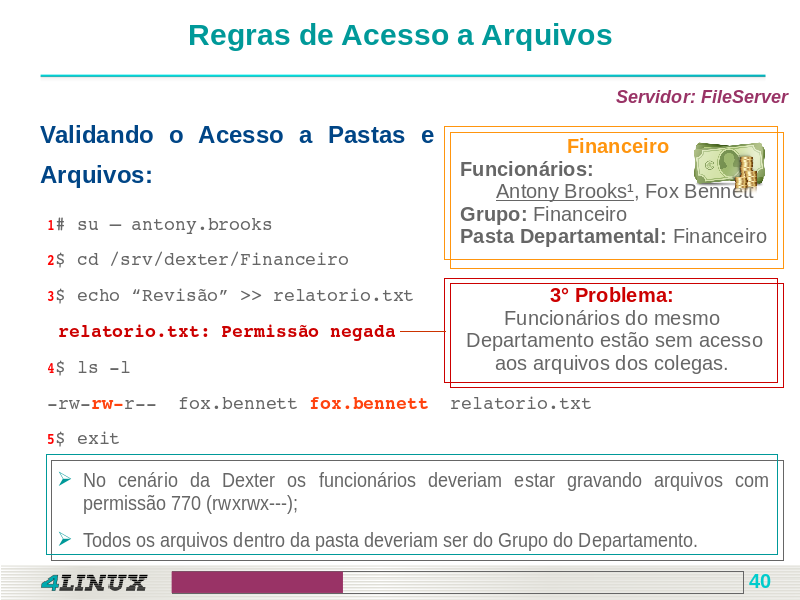 Regras de Acesso a Arquivos
Servidor: FileServer
Validando o Acesso a Pastas e
Arquivos:
1# su – antony.brooks
2$ cd /srv/dexter/Financeiro
3$ echo “Revisão” >> relatorio.txt
relatorio.txt: Permissão negada
4$ ls –l
-rw-rw-r-- fox.bennett fox.bennett relatorio.txt
5$ exit
Financeiro
Funcionários:
Antony Brooks¹, Fox Bennett
Grupo: Financeiro
Pasta Departamental: Financeiro
3° Problema:
Funcionários do mesmo
Departamento estão sem acesso
aos arquivos dos colegas.
No cenário da Dexter os funcionários deveriam estar gravando arquivos com
permissão 770 (rwxrwx---);
Todos os arquivos dentro da pasta deveriam ser do Grupo do Departamento.
4LINUX
40